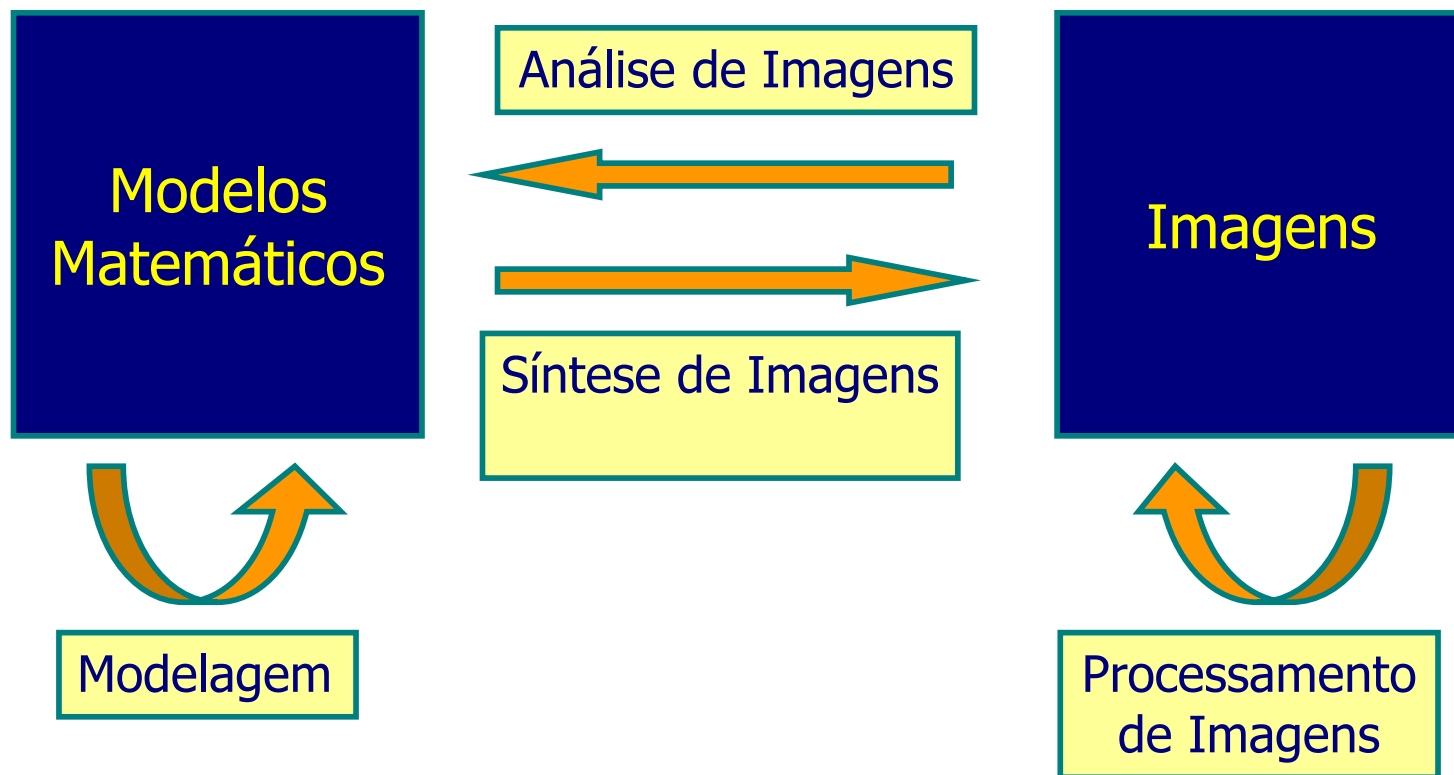 Análise de Imagens
Modelos
Matemáticos
Imagens
Síntese de Imagens
Modelagem
Processamento
de Imagens